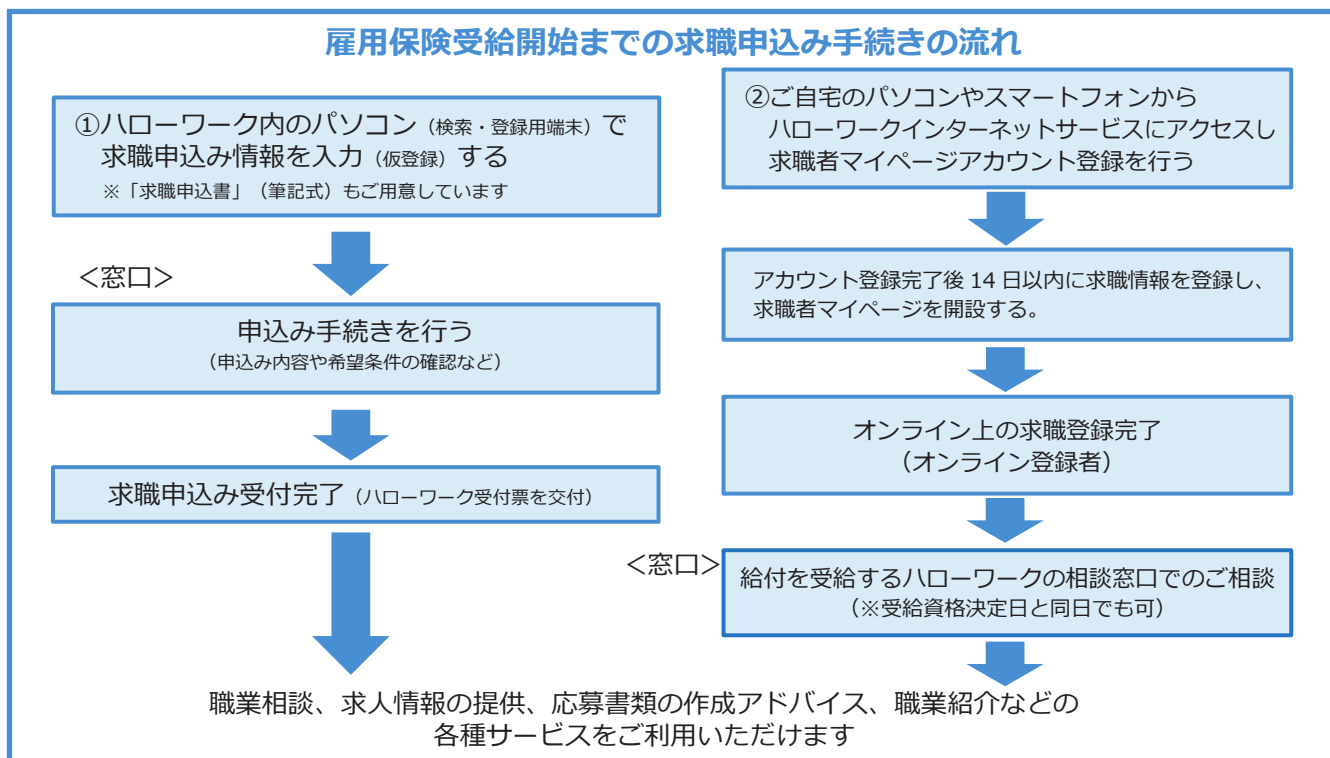 雇用保険受給開始までの求職申込み手続きの流れ
①ハローワーク内のパソコン（検索・登録用端末）で
求職申込み情報を入力（仮登録）する
※「求職申込書」（筆記式）もご用意しています
＜窓口＞
申込み手続きを行う
（申込み内容や希望条件の確認など）
求職申込み受付完了（ハローワーク受付票を交付）
②ご自宅のパソコンやスマートフォンから
ハローワークインターネットサービスにアクセスし
求職者マイページアカウント登録を行う
アカウント登録完了後 14 日以内に求職情報を登録し、
求職者マイページを開設する。
オンライン上の求職登録完了
（オンライン登録者）
＜窓口＞
給付を受給するハローワークの相談窓口でのご相談
（※受給資格決定日と同日でも可）
職業相談、求人情報の提供、応募書類の作成アドバイス、職業紹介などの
各種サービスをご利用いただけます